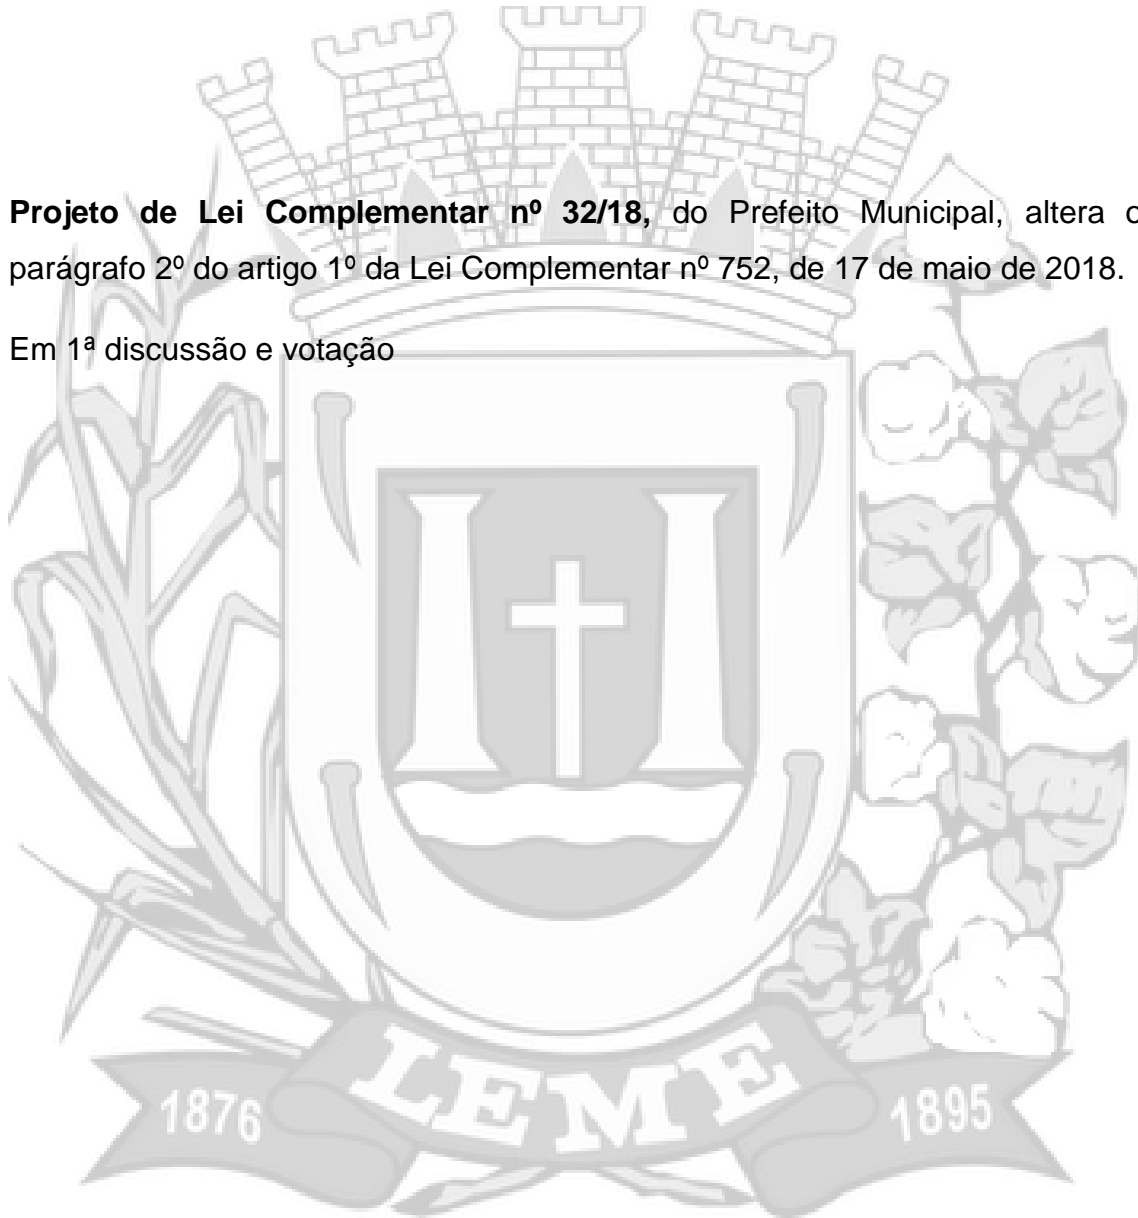 Projeto de Lei Complementar nº 32/18, do Prefeito Municipal, altera o
parágrafo 2º do artigo 1º da Lei Complementar nº 752, de 17 de maio de 2018.
Em 1ª discussão e votação
1876 LEME 1895